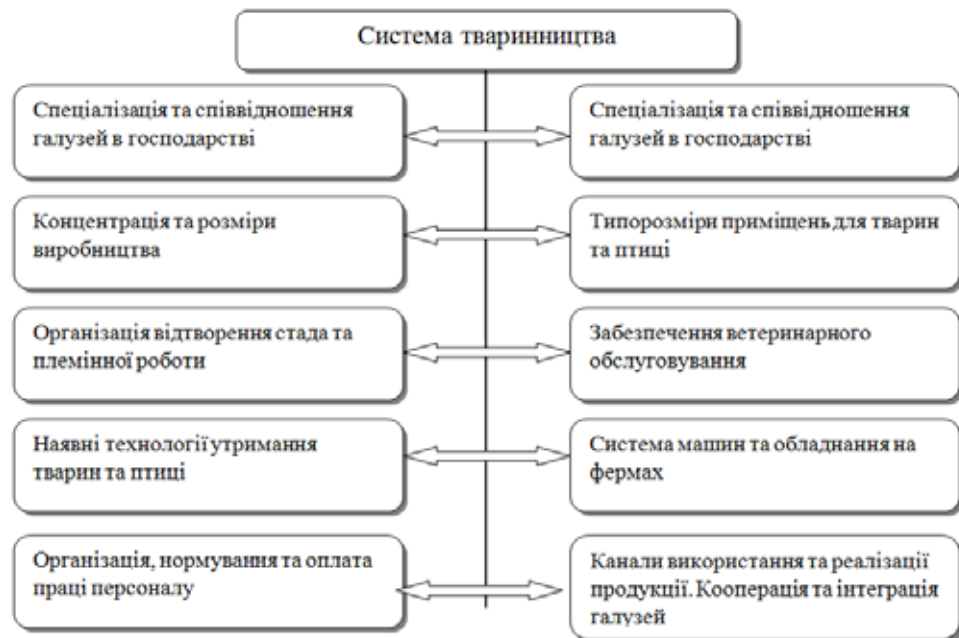 Система тваринництва
Спеціалізація та співвідношення
галузей в господарстві
Спеціалізація та співвідношення
галузей в господарстві
Концентрація та розміри
виробництва
Типорозміри приміщень для тварин
та птиці
Організація відтворення стада та
племінної роботи
Забезпечення ветеринарного
обслуговування
Наявні технології утримання
тварин та птиці
Система машин та обладнання на
фермах
Організація, нормування та оплата
праці персоналу
Канали використання та реалізації
продукції. Кооперація та інтеграція
галузей